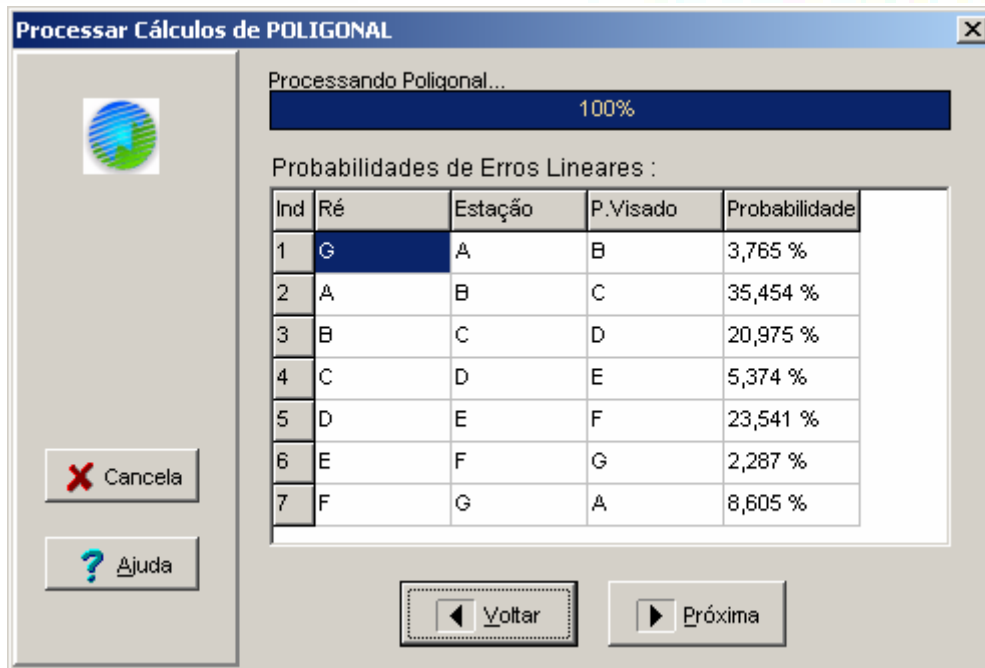 Processar Cálculos de POLIGONAL
Processando Poligonal...
100%
Probabilidades de Erros Lineares :
Ind Ré Estação P.Visado Probabilidade
1 G A B 3,765 %
2 A B C 35,454 %
3 B C D 20,975 %
4 C D E 5,374 %
5 D E F 23,541 %
6 E F G 2,287 %
7 F G A 8,605 %
Cancela
? Ajuda
Voltar
Próxima